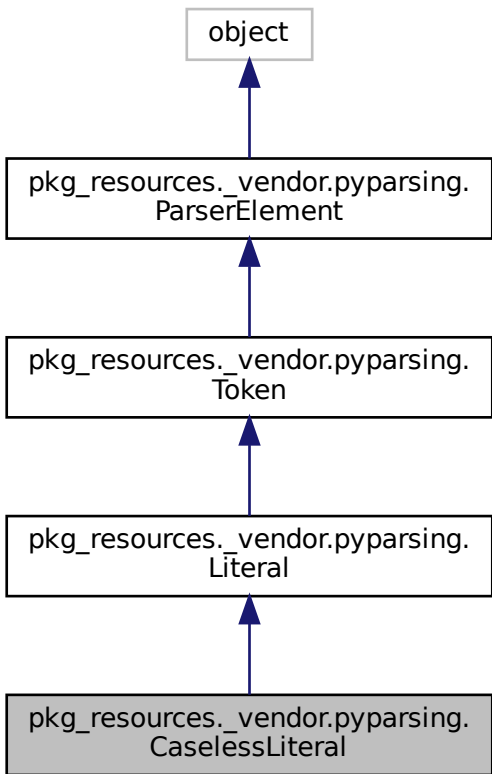 object
pkg_resources._vendor.pyparsing.
ParserElement
pkg_resources._vendor.pyparsing.
Token
pkg_resources._vendor.pyparsing.
Literal
pkg_resources._vendor.pyparsing.
CaselessLiteral